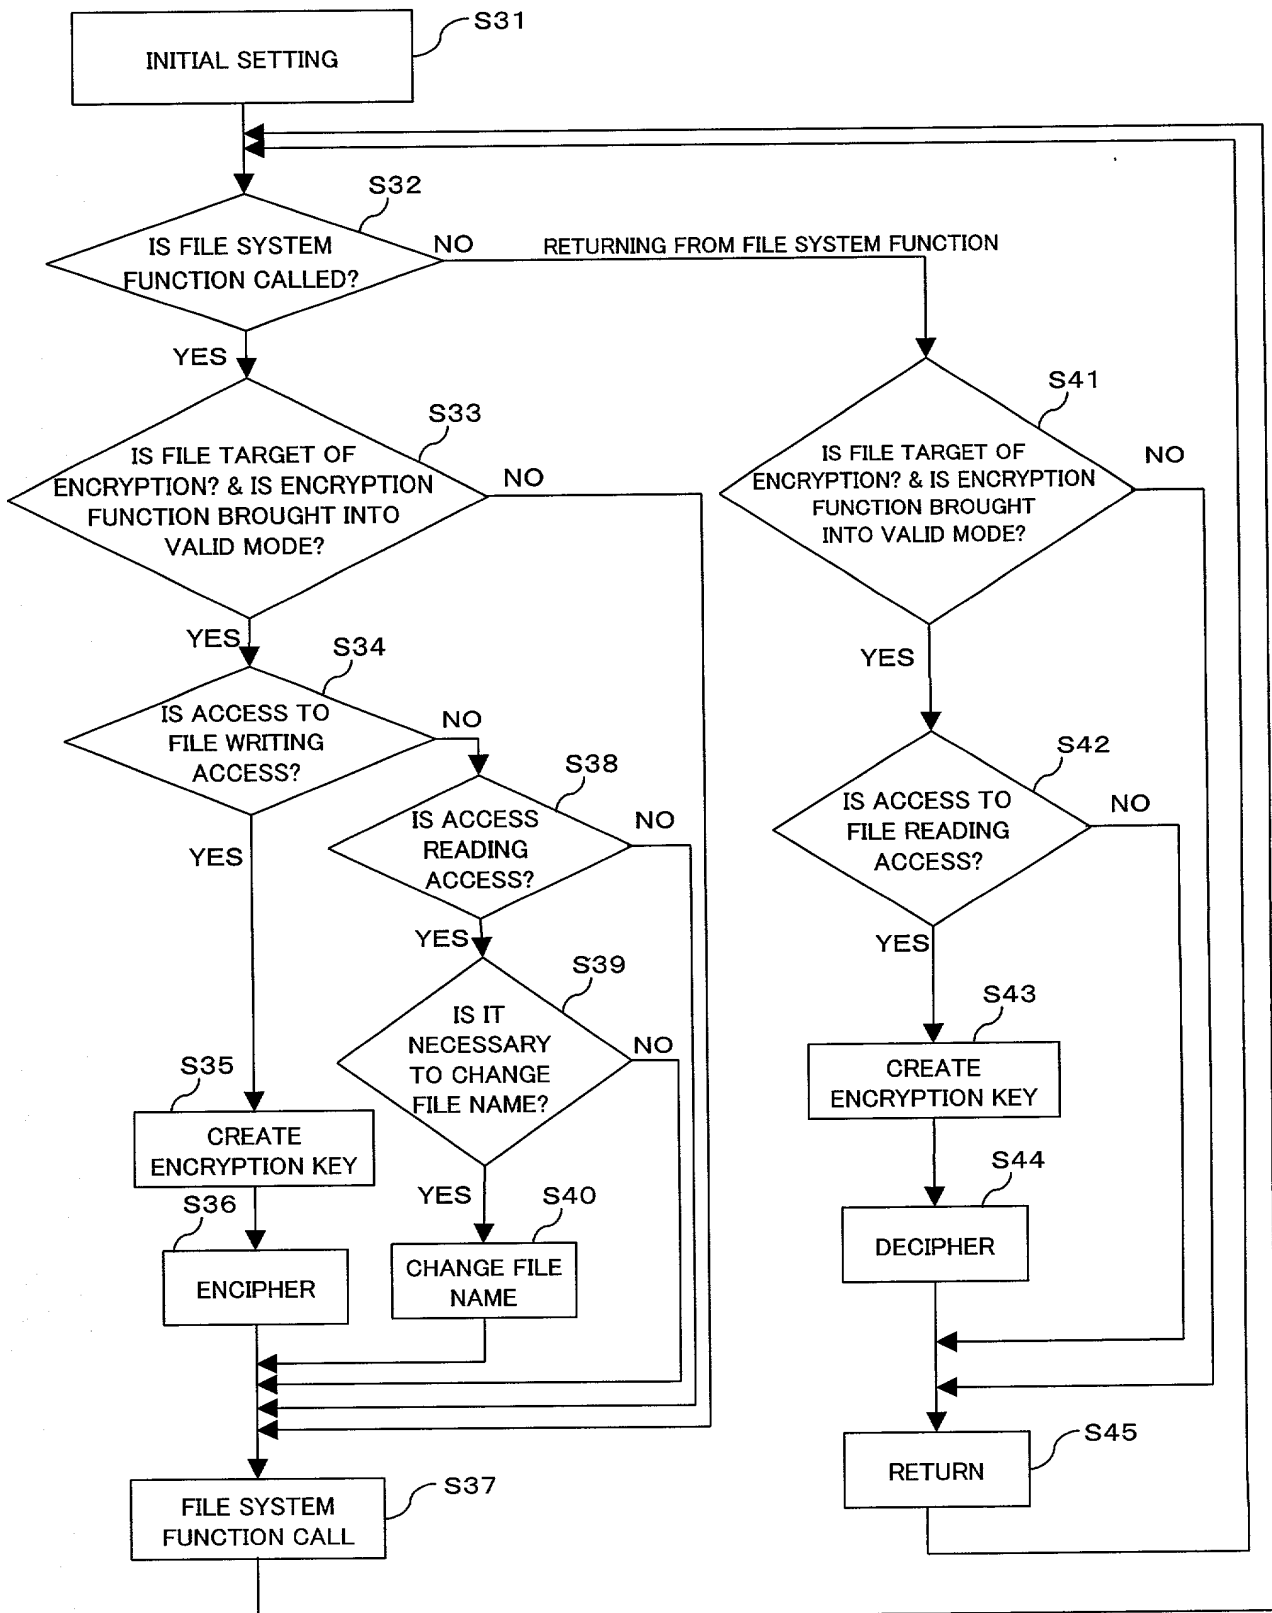 S31
INITIAL SETTING
S32
IS FILE SYSTEM
FUNCTION CALLED?
NO
RETURNING FROM FILE SYSTEM FUNCTION
YES
S33
IS FILE TARGET OF
ENCRYPTION? & IS ENCRYPTION
FUNCTION BROUGHT INTO
VALID MODE?
NO
S41
IS FILE TARGET OF
ENCRYPTION? & IS ENCRYPTION
FUNCTION BROUGHT
INTO VALID MODE?
NO
YES
S34
IS ACCESS TO
FILE WRITING
ACCESS?
NO
YES
S38
IS ACCESS
READING
ACCESS?
NO
YES
S42
IS ACCESS TO
FILE READING
ACCESS?
NO
YES
YES
S39
IS IT
NECESSARY
TO CHANGE
FILE NAME?
NO
S43
CREATE
ENCRYPTION KEY
S35
CREATE
ENCRYPTION KEY
YES
S40
CHANGE FILE
NAME
S44
DECIPHER
S36
ENCIPHER
S45
RETURN
S37
FILE SYSTEM
FUNCTION CALL